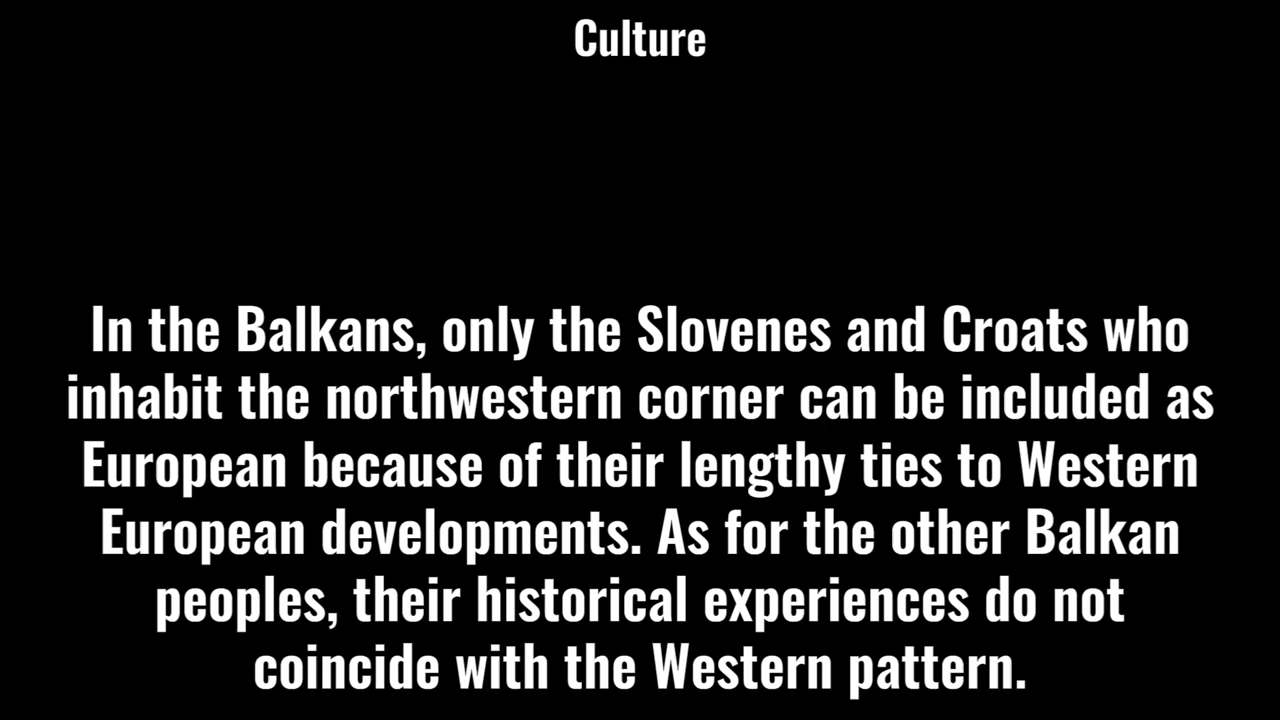 Culture
In the Balkans, only the Slovenes and Croats who
inhabit the northwestern corner can be included as
European because of their lengthy ties to Western
European developments. As for the other Balkan
peoples, their historical experiences do not
coincide with the Western pattern.